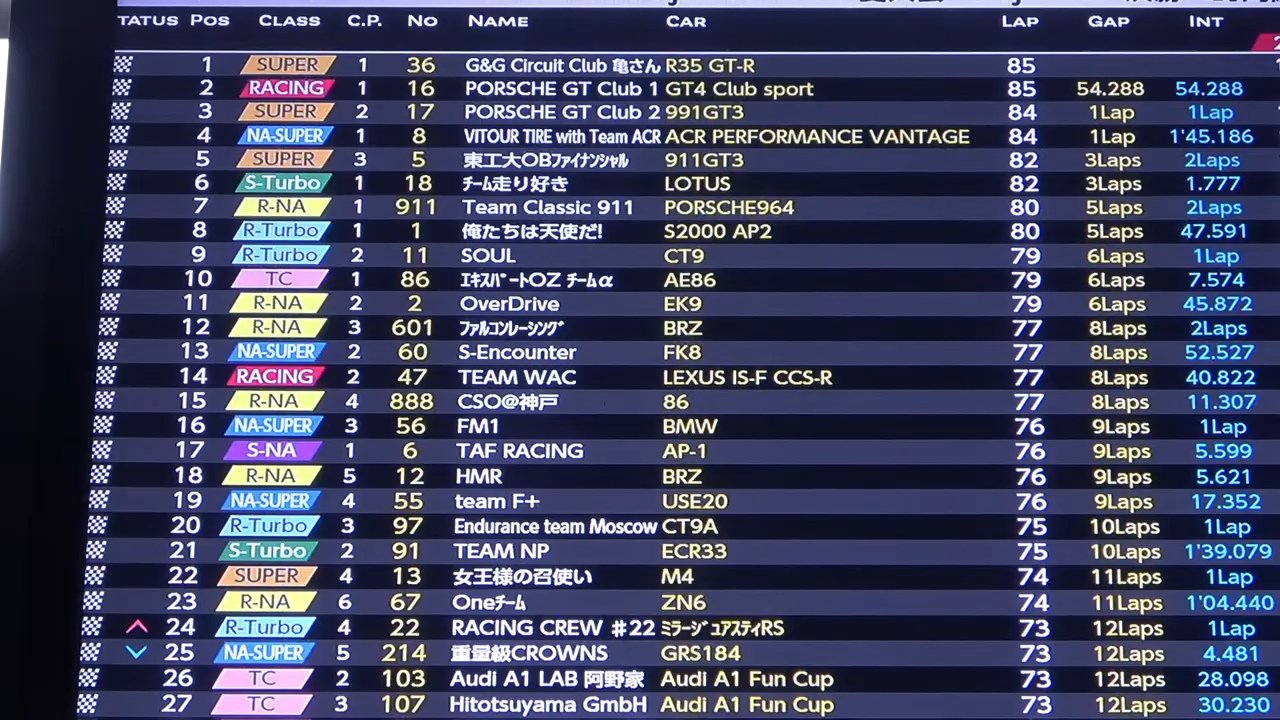 TATUS POS CLASS C.P. NO NAME CAR LAP GAP INT
1 SUPER 1 36 G&G Circuit Club 亀さん R35 GT-R 85
2 RACING 1 16 PORSCHE GT Club 1 GT4 Club sport 85 54.288 54.288
3 SUPER 2 17 PORSCHE GT Club 2 991GT3 84 1Lap 1Lap
4 NA-SUPER 1 8 VITOUR TIRE with Team ACR ACR PERFORMANCE VANTAGE 84 1Lap 1'45.186
5 SUPER 3 5 東工大OBファイナンシャル 911GT3 82 3Laps 2Laps
6 S-Turbo 1 18 チーム走り好き LOTUS 82 3Laps 1.777
7 R-NA 1 911 Team Classic 911 PORSCHE964 80 5Laps 2Laps
8 R-Turbo 1 1 俺たちは天使だ! S2000 AP2 80 5Laps 47.591
9 R-Turbo 2 11 SOUL CT9 79 6Laps 1Lap
10 TC 1 86 エキスパートOZ チームα AE86 79 6Laps 7.574
11 R-NA 2 2 OverDrive EK9 79 6Laps 45.872
12 R-NA 3 601 ファルコンレーシング BRZ 77 8Laps 2Laps
13 NA-SUPER 2 60 S-Encounter FK8 77 8Laps 52.527
14 RACING 2 47 TEAM WAC LEXUS IS-F CCS-R 77 8Laps 40.822
15 R-NA 4 888 CSO@神戸 86 77 8Laps 11.307
16 NA-SUPER 3 56 FM1 BMW 76 9Laps 1Lap
17 S-NA 1 6 TAF RACING AP-1 76 9Laps 5.599
18 R-NA 5 12 HMR BRZ 76 9Laps 5.621
19 NA-SUPER 4 55 team F+ USE20 76 9Laps 17.352
20 R-Turbo 3 97 Endurance team Moscow CT9A 75 10Laps 1Lap
21 S-Turbo 2 91 TEAM NP ECR33 75 10Laps 1'39.079
22 SUPER 4 13 女王様の召使い M4 74 11Laps 1Lap
23 R-NA 6 67 Oneチーム ZN6 74 11Laps 1'04.440
24 R-Turbo 4 22 RACING CREW #22 ミラージュアスティRS 73 12Laps 1Lap
25 NA-SUPER 5 214 重量級CROWNS GRS184 73 12Laps 4.481
26 TC 2 103 Audi A1 LAB 阿野家 Audi A1 Fun Cup 73 12Laps 28.098
27 TC 3 107 Hitotsuyama GmbH Audi A1 Fun Cup 73 12Laps 30.230